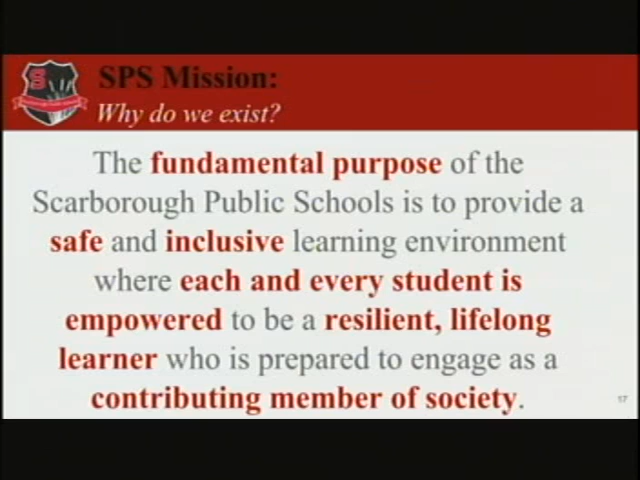 S
SPS Mission:
Why do we exist?
The fundamental purpose of the
Scarborough Public Schools is to provide a
safe and inclusive learning environment
where each and every student is
empowered to be a resilient, lifelong
learner who is prepared to engage as a
contributing member of society.
17